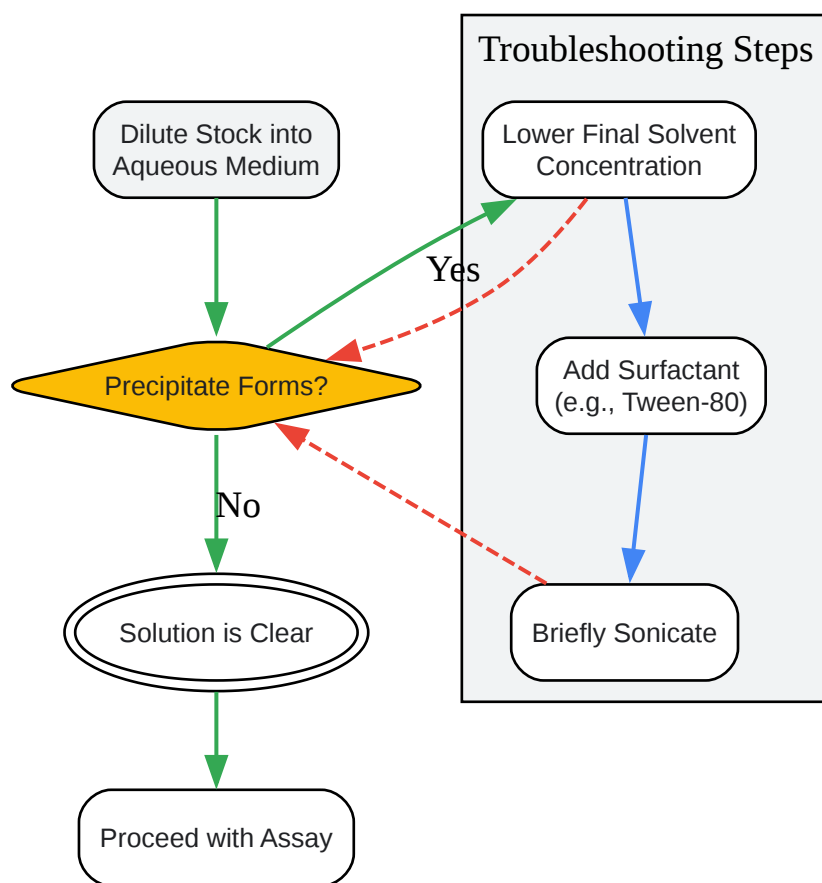 Troubleshooting Steps
Dilute Stock into
Aqueous Medium
Lower Final Solvent
Concentration
Yes
Precipitate Forms?
Add Surfactant
(e.g., Tween-80)
No
Solution is Clear
Briefly Sonicate
Proceed with Assay